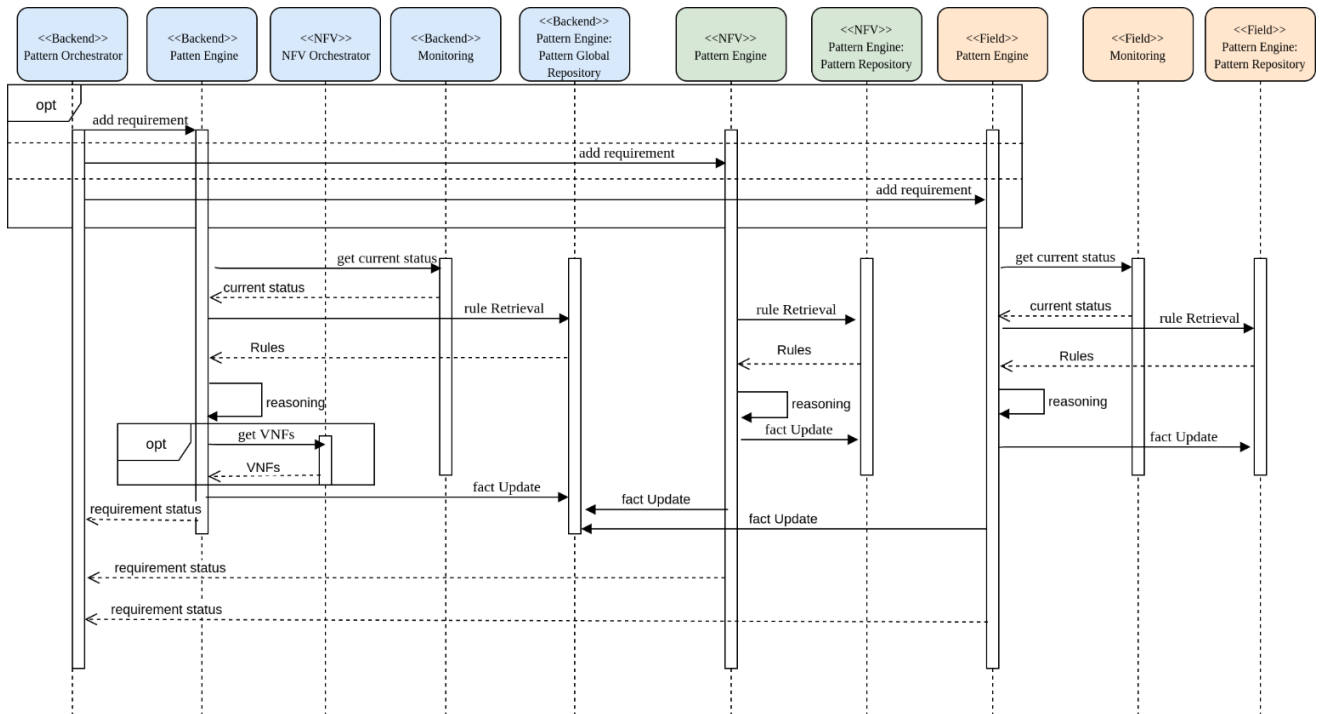 <<Backend>>
Pattern Orchestrator
<<Backend>>
Patten Engine
<<NFV>>
NFV Orchestrator
<<Backend>>
Monitoring
<<Backend>>
Pattern Engine:
Pattern Global
Repository
<<NFV>>
Pattern Engine
<<NFV>>
Pattern Engine:
Pattern Repository
<<Field>>
Pattern Engine
<<Field>>
Monitoring
<<Field>>
Pattern Engine:
Pattern Repository
opt
add requirement
add requirement
add requirement
get current status
get current status
current status
current status
rule Retrieval
rule Retrieval
rule Retrieval
Rules
Rules
Rules
reasoning
reasoning
reasoning
opt
get VNFs
fact Update
fact Update
VNFs
fact Update
fact Update
requirement status
fact Update
requirement status
requirement status